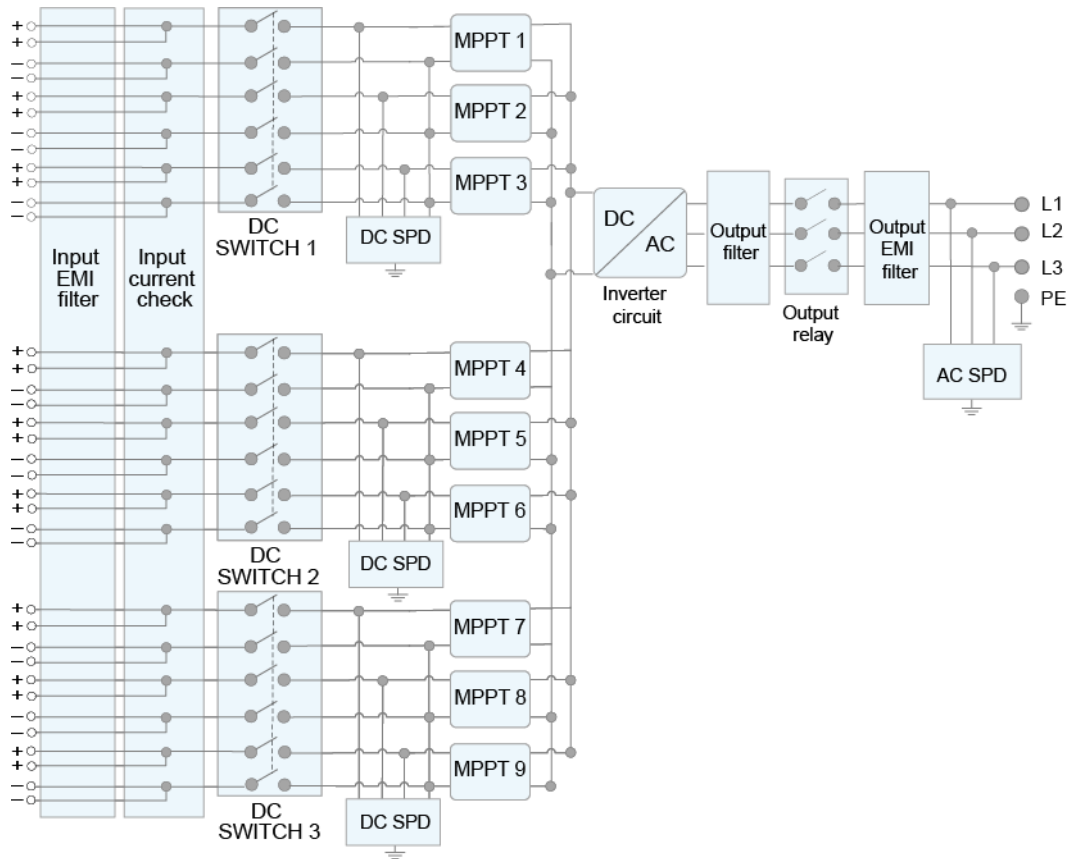 +
+
−
−
+
+
−
−
+
+
−
−
MPPT 1
MPPT 2
MPPT 3
DC
SWITCH 1
DC SPD
Input
EMI
filter
Input
current
check
DC
AC
Inverter
circuit
Output
filter
Output
relay
Output
EMI
filter
L1
L2
L3
PE
AC SPD
+
+
−
−
+
+
−
−
+
+
−
−
MPPT 4
MPPT 5
MPPT 6
DC
SWITCH 2
DC SPD
+
+
−
−
+
+
−
−
+
+
−
−
MPPT 7
MPPT 8
MPPT 9
DC
SWITCH 3
DC SPD